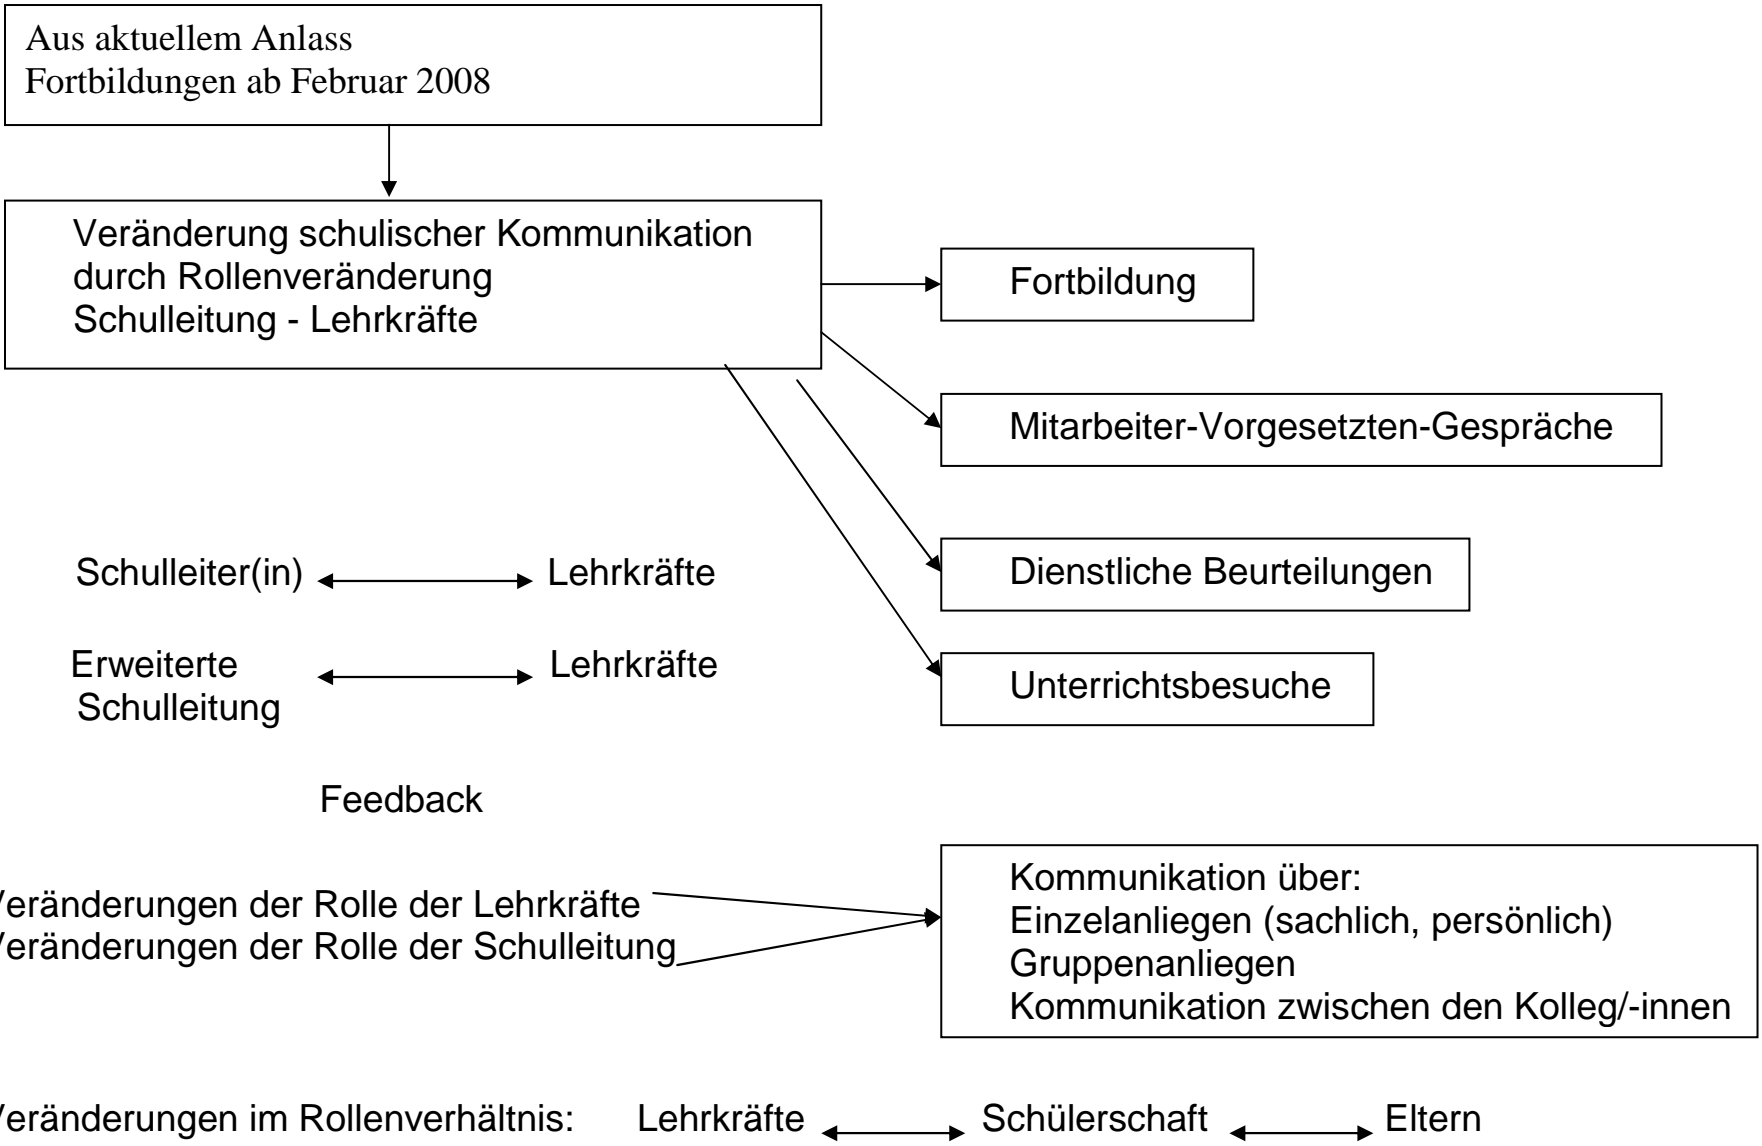 Aus aktuellem Anlass
Fortbildungen ab Februar 2008
Veränderung schulischer Kommunikation
durch Rollenveränderung
Schulleitung - Lehrkräfte
Fortbildung
Mitarbeiter-Vorgesetzten-Gespräche
Dienstliche Beurteilungen
Unterrichtsbesuche
Schulleiter(in) Lehrkräfte
Erweiterte Lehrkräfte
Schulleitung
Feedback
Veränderungen der Rolle der Lehrkräfte
Veränderungen der Rolle der Schulleitung
Kommunikation über:
Einzelanliegen (sachlich, persönlich)
Gruppenanliegen
Kommunikation zwischen den Kolleg/-innen
Veränderungen im Rollenverhältnis: Lehrkräfte Schülerschaft Eltern